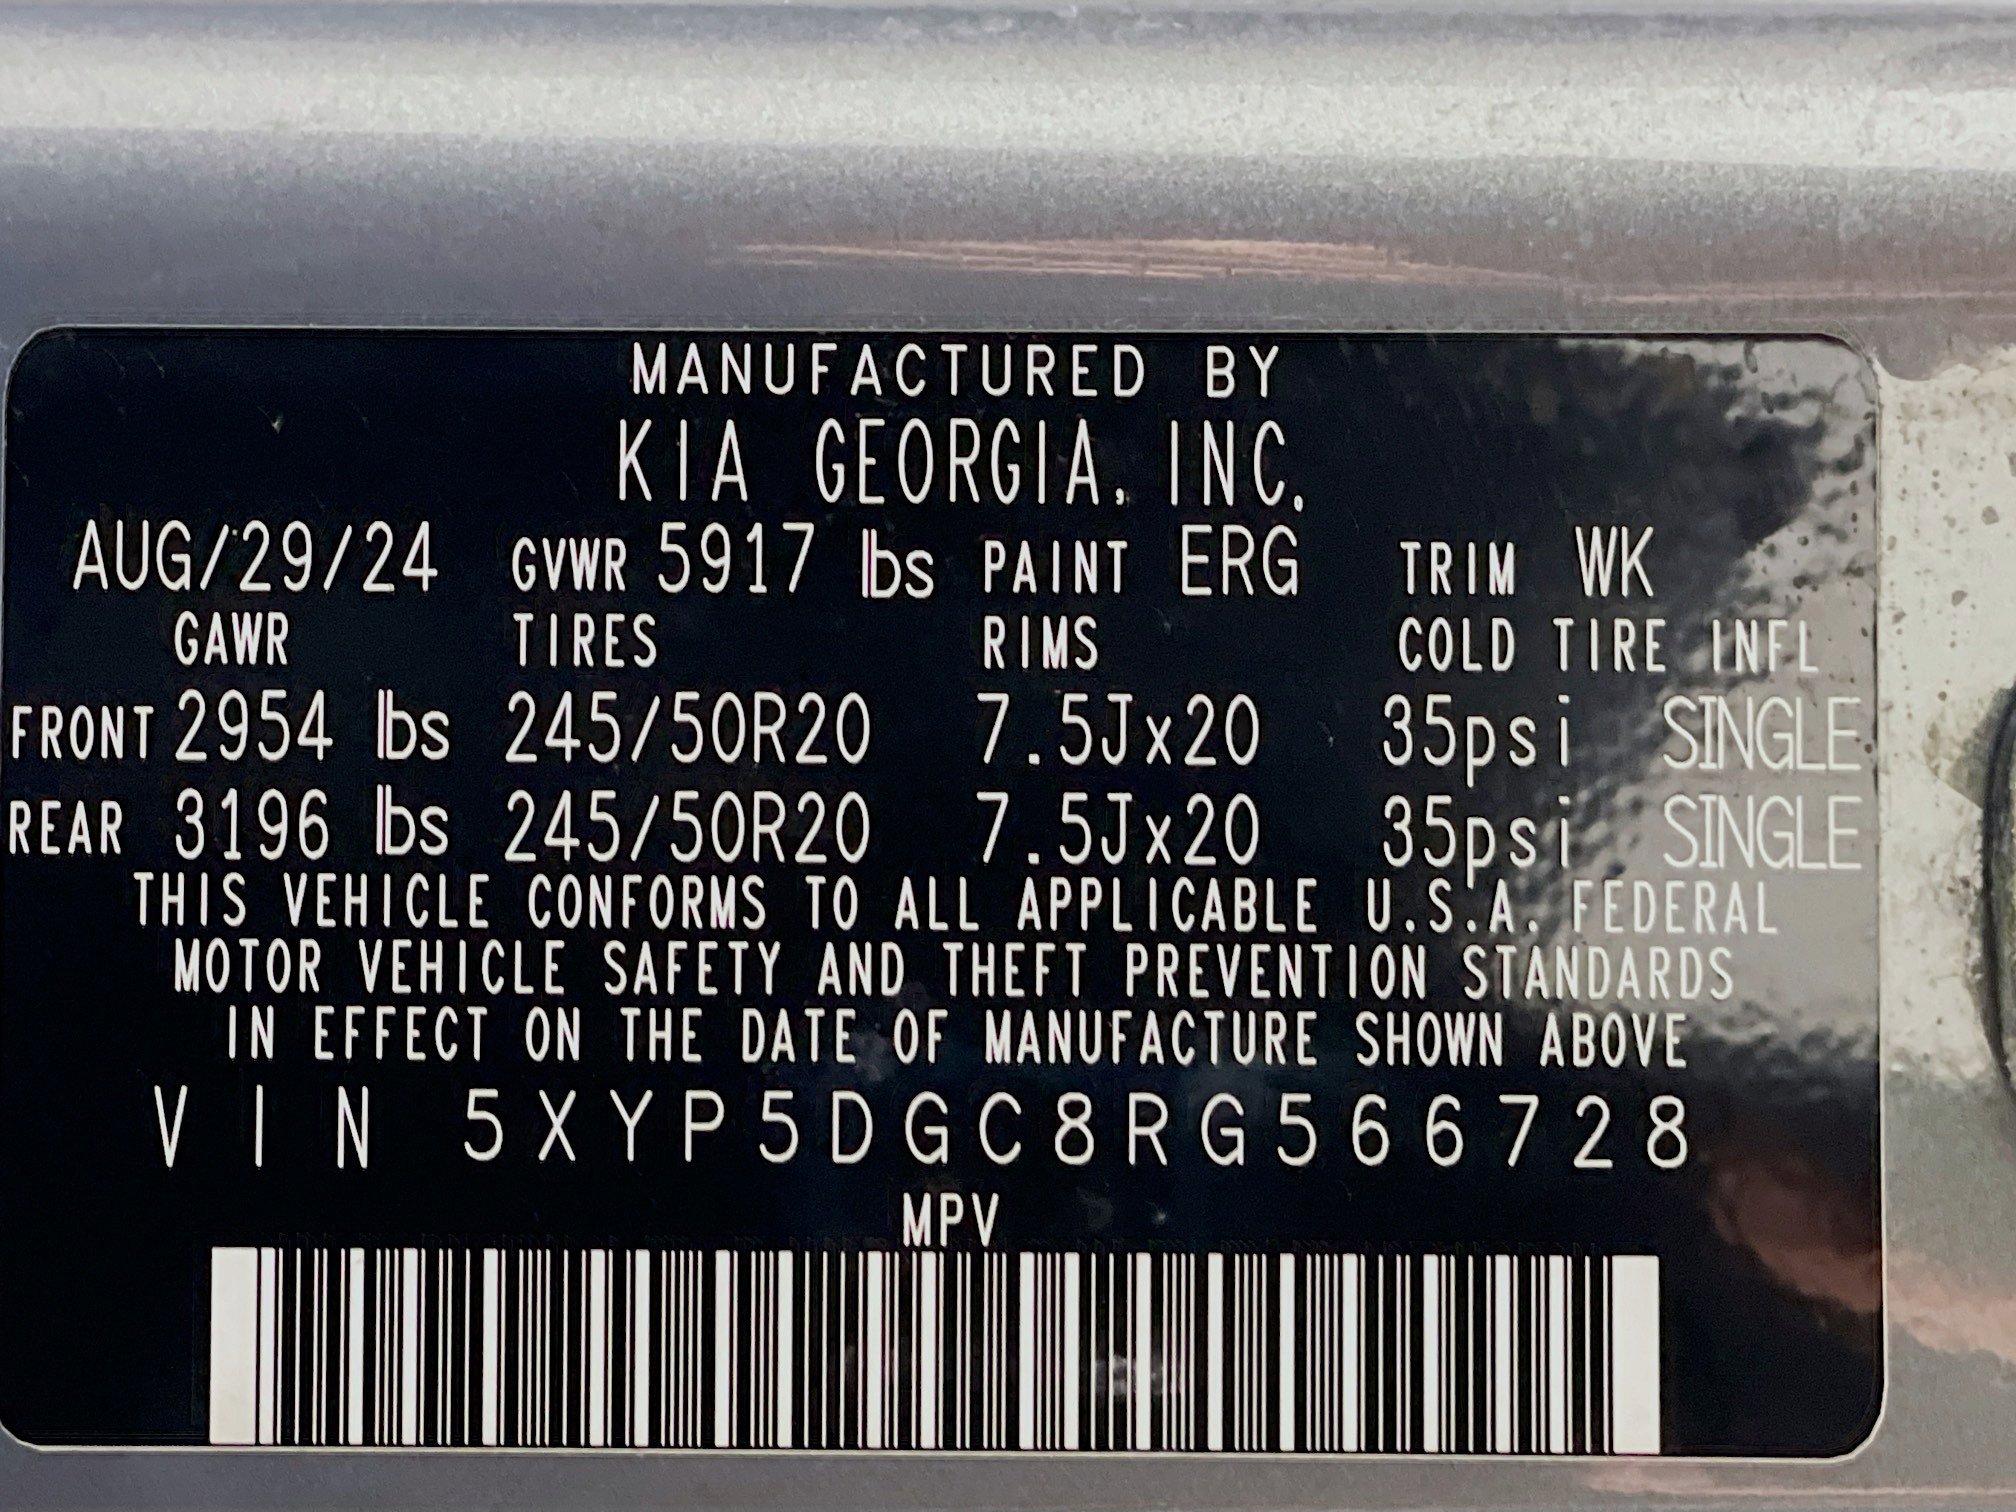 MANUFACTURED BY
KIA GEORGIA, INC.
AUG/29/24 GVWR 5917 lbs PAINT ERG TRIM WK
GAWR TIRES RIMS COLD TIRE INFL
FRONT 2954 lbs 245/50R20 7.5Jx20 35psi SINGLE
REAR 3196 lbs 245/50R20 7.5Jx20 35psi SINGLE
THIS VEHICLE CONFORMS TO ALL APPLICABLE U.S.A. FEDERAL
MOTOR VEHICLE SAFETY AND THEFT PREVENTION STANDARDS
IN EFFECT ON THE DATE OF MANUFACTURE SHOWN ABOVE
VIN 5XYP5DGC8RG566728
MPV